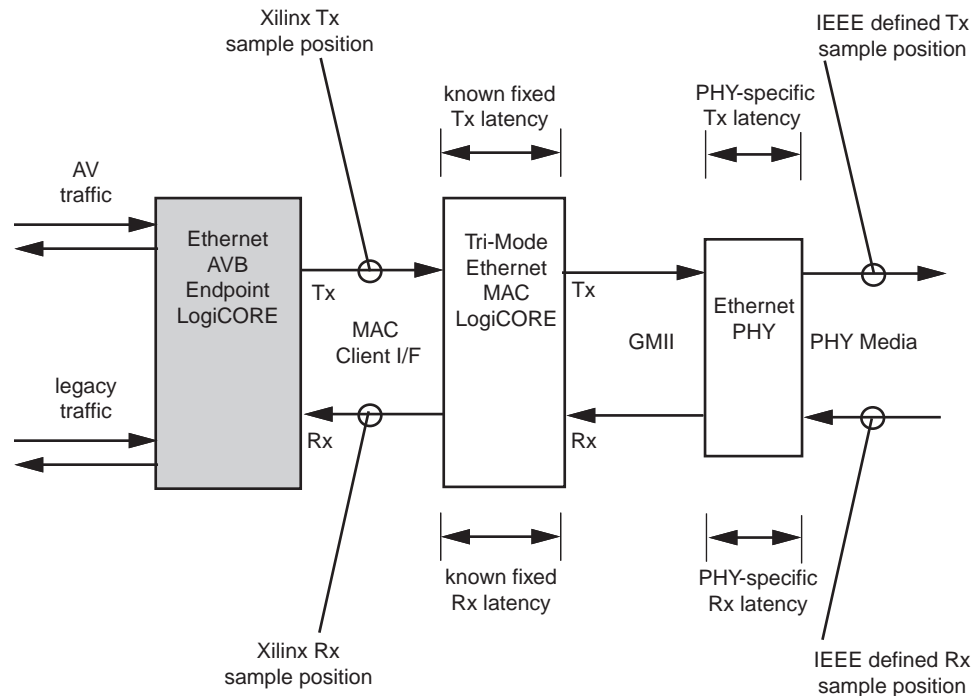 Xilinx Tx
sample position
IEEE defined Tx
sample position
known fixed
Tx latency
PHY-specific
Tx latency
AV
traffic
Ethernet
AVB
Endpoint
LogiCORE
Tx
MAC
Client I/F
Rx
Tri-Mode
Ethernet
MAC
LogiCORE
Tx
GMII
Rx
Ethernet
PHY
PHY Media
legacy
traffic
known fixed
Rx latency
PHY-specific
Rx latency
Xilinx Rx
sample position
IEEE defined Rx
sample position